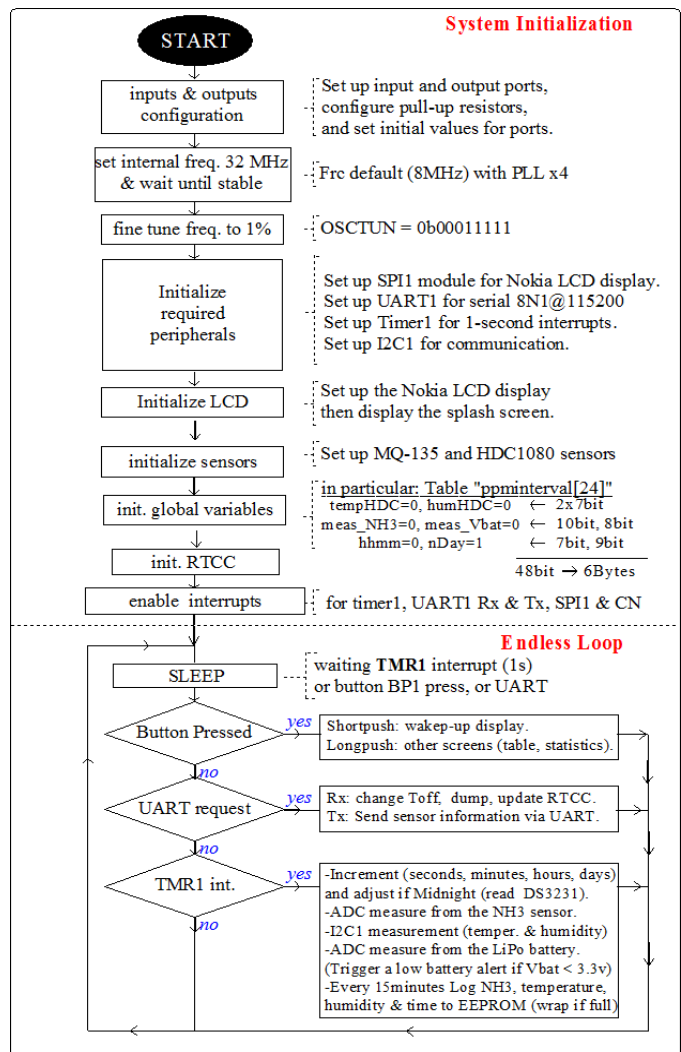 System Initialization
START
inputs & outputs
configuration
Set up input and output ports,
configure pull-up resistors,
and set initial values for ports.
set internal freq. 32 MHz
& wait until stable
Frc default (8MHz) with PLL x4
fine tune freq. to 1%
OSCTUN = 0b00011111
Initialize
required
peripherals
Set up SPI1 module for Nokia LCD display.
Set up UART1 for serial 8N1@115200
Set up Timer1 for 1-second interrupts.
Set up I2C1 for communication.
Initialize LCD
Set up the Nokia LCD display
then display the splash screen.
initialize sensors
Set up MQ-135 and HDC1080 sensors
init. global variables
in particular: Table "ppminterval[24]"
tempHDC=0, humHDC=0 ← 2x7bit
meas_NH3=0, meas_Vbat=0 ← 10bit, 8bit
hhmm=0, nDay=1 ← 7bit, 9bit
48bit → 6Bytes
init. RTCC
enable interrupts
for timer1, UART1 Rx & Tx, SPI1 & CN
Endless Loop
SLEEP
waiting TMR1 interrupt (1s)
or button BP1 press, or UART
Button Pressed
yes
Shortpush: wakep-up display.
Longpush: other screens (table, statistics).
no
UART request
yes
Rx: change Toff, dump, update RTCC.
Tx: Send sensor information via UART.
no
TMR1 int.
yes
-Increment (seconds, minutes, hours, days)
and adjust if Midnight (read DS3231).
-ADC measure from the NH3 sensor.
-I2C1 measurement (temper. & humidity)
-ADC measure from the LiPo battery.
(Trigger a low battery alert if Vbat < 3.3v)
-Every 15minutes Log NH3, temperature,
humidity & time to EEPROM (wrap if full)
no